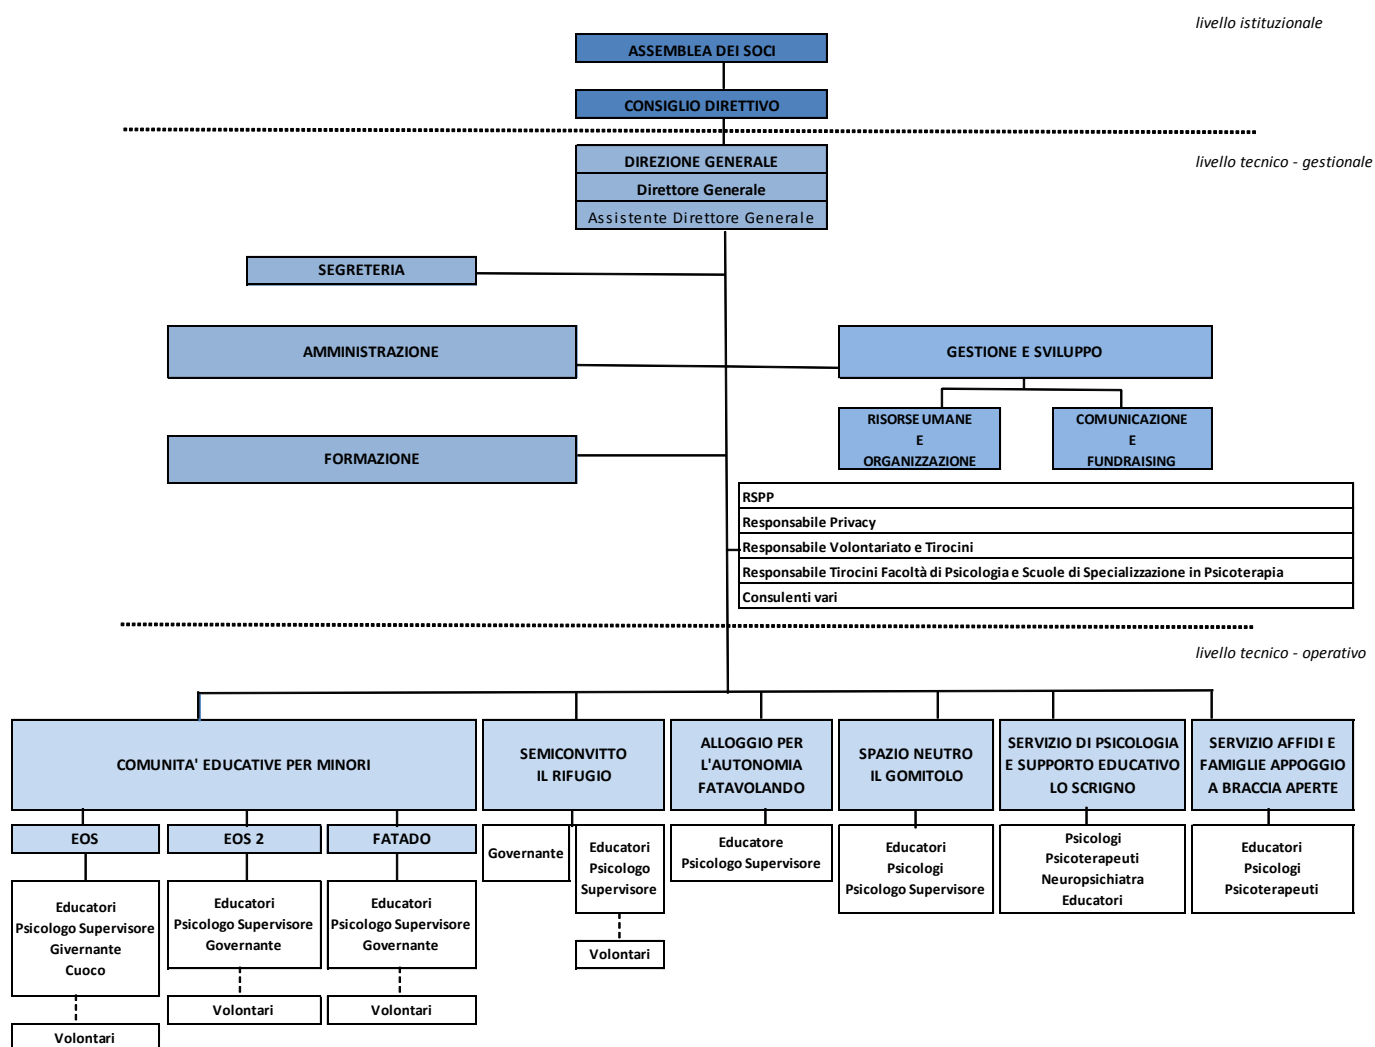 livello istituzionale
ASSEMBLEA DEI SOCI
CONSIGLIO DIRETTIVO
DIREZIONE GENERALE
livello tecnico - gestionale
Direttore Generale
Assistente Direttore Generale
SEGRETERIA
AMMINISTRAZIONE
GESTIONE E SVILUPPO
RISORSE UMANE
E
ORGANIZZAZIONE
COMUNICAZIONE
E
FUNDRAISING
FORMAZIONE
RSPP
Responsabile Privacy
Responsabile Volontariato e Tirocini
Responsabile Tirocini Facoltà di Psicologia e Scuole di Specializzazione in Psicoterapia
Consulenti vari
livello tecnico - operativo
COMUNITA' EDUCATIVE PER MINORI
SEMICONVITTO
IL RIFUGIO
ALLOGGIO PER
L'AUTONOMIA
FATAVOLANDO
SPAZIO NEUTRO
IL GOMITOLO
SERVIZIO DI PSICOLOGIA
E SUPPORTO EDUCATIVO
LO SCRIGNO
SERVIZIO AFFIDI E
FAMIGLIE APPOGGIO
A BRACCIA APERTE
EOS
Educatori
Psicologo Supervisore
Givernante
Cuoco
Volontari
EOS 2
Educatori
Psicologo Supervisore
Governante
Volontari
FATADO
Educatori
Psicologo Supervisore
Governante
Volontari
Governante
Educatori
Psicologo
Supervisore
Volontari
Educatore
Psicologo Supervisore
Educatori
Psicologi
Psicologo Supervisore
Psicologi
Psicoterapeuti
Neuropsichiatra
Educatori
Educatori
Psicologi
Psicoterapeuti